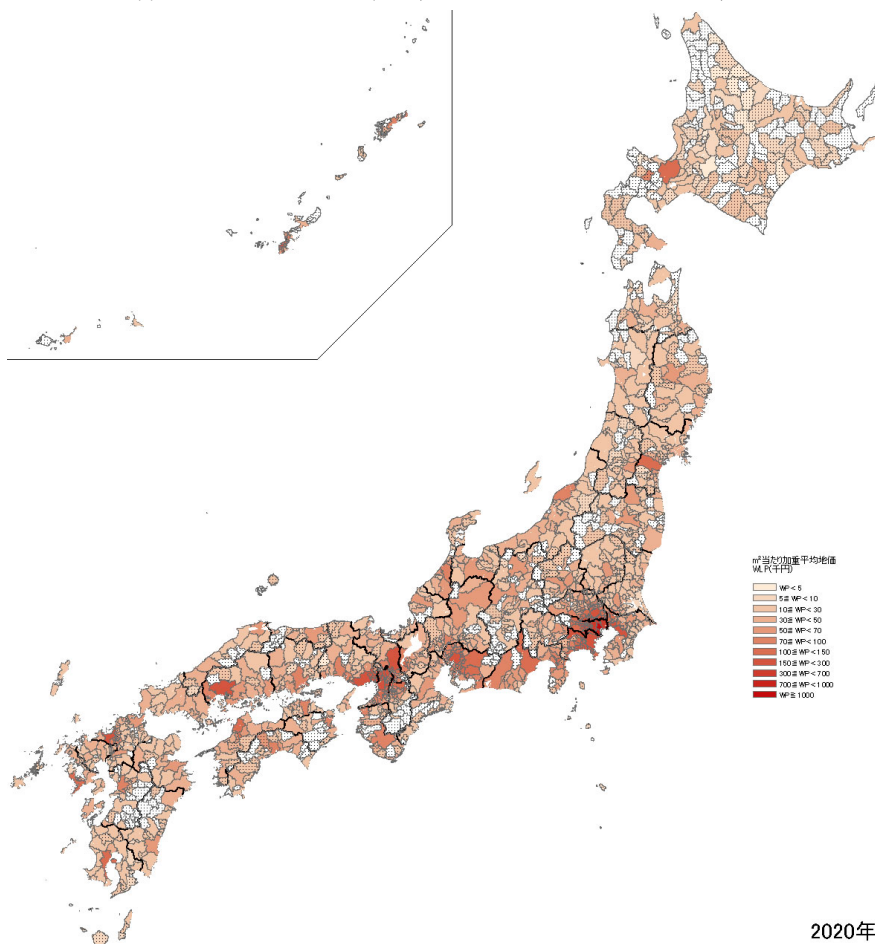 m²当たり加重平均地価
WLP(千円)
WP < 5
5≦ WP < 10
10≦ WP < 30
30≦ WP < 50
50≦ WP < 70
70≦ WP < 100
100≦ WP < 150
150≦ WP < 300
300≦ WP < 700
700≦ WP < 1000
WP≧ 1000
2020年